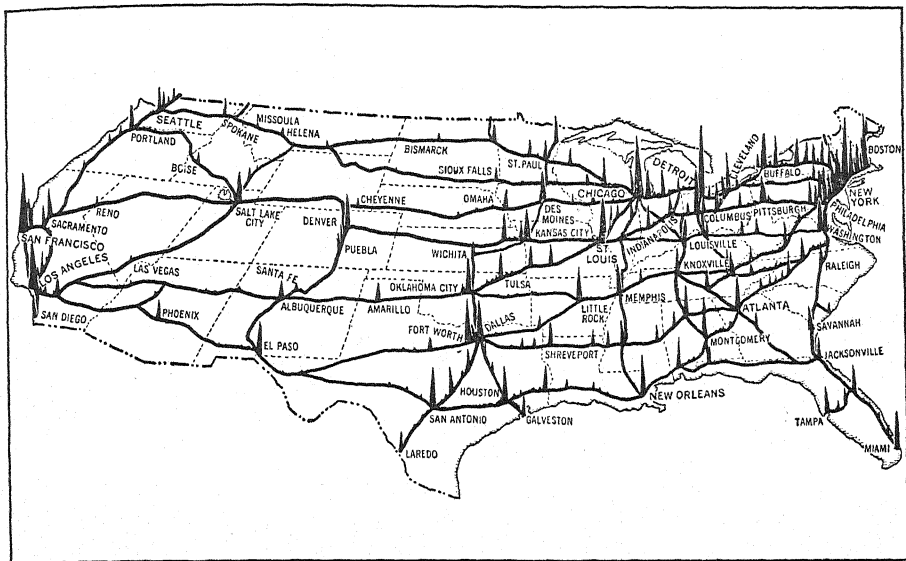 SEATTLE
SPOKANE
MISSOULA
HELENA
PORTLAND
BOISE
BISMARCK
SIOUX FALLS
ST. PAUL
CHICAGO
DETROIT
CLEVELAND
BUFFALO
BOSTON
NEW
YORK
PHILADELPHIA
WASHINGTON
PITTSBURGH
COLUMBUS
INDIANAPOLIS
DES
MOINES
OMAHA
CHEYENNE
SALT LAKE
CITY
DENVER
RENO
SACRAMENTO
SAN FRANCISCO
LOS ANGELES
LAS VEGAS
SANTA FE
PUEBLA
WICHITA
KANSAS CITY
ST.
LOUIS
LOUISVILLE
KNOXVILLE
RALEIGH
SAN DIEGO
PHOENIX
ALBUQUERQUE
AMARILLO
OKLAHOMA CITY
TULSA
LITTLE
ROCK
MEMPHIS
ATLANTA
SAVANNAH
EL PASO
FORT WORTH
DALLAS
SHREVEPORT
MONTGOMERY
JACKSONVILLE
HOUSTON
SAN ANTONIO
GALVESTON
NEW ORLEANS
TAMPA
MIAMI
LAREDO